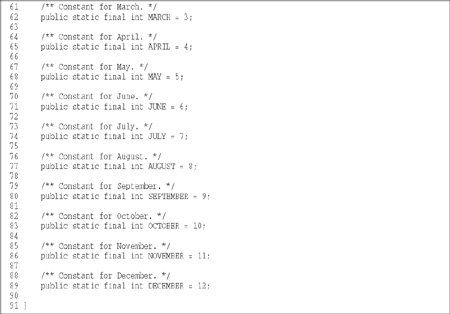 61 /** Constant for March. */
62 public static final int MARCH = 3;
63
64 /** Constant for April. */
65 public static final int APRIL = 4;
66
67 /** Constant for May. */
68 public static final int MAY = 5;
69
70 /** Constant for June. */
71 public static final int JUNE = 6;
72
73 /** Constant for July. */
74 public static final int JULY = 7;
75
76 /** Constant for August. */
77 public static final int AUGUST = 8;
78
79 /** Constant for September. */
80 public static final int SEPTEMBER = 9;
81
82 /** Constant for October. */
83 public static final int OCTOBER = 10;
84
85 /** Constant for November. */
86 public static final int NOVEMBER = 11;
87
88 /** Constant for December. */
89 public static final int DECEMBER = 12;
90
91 }